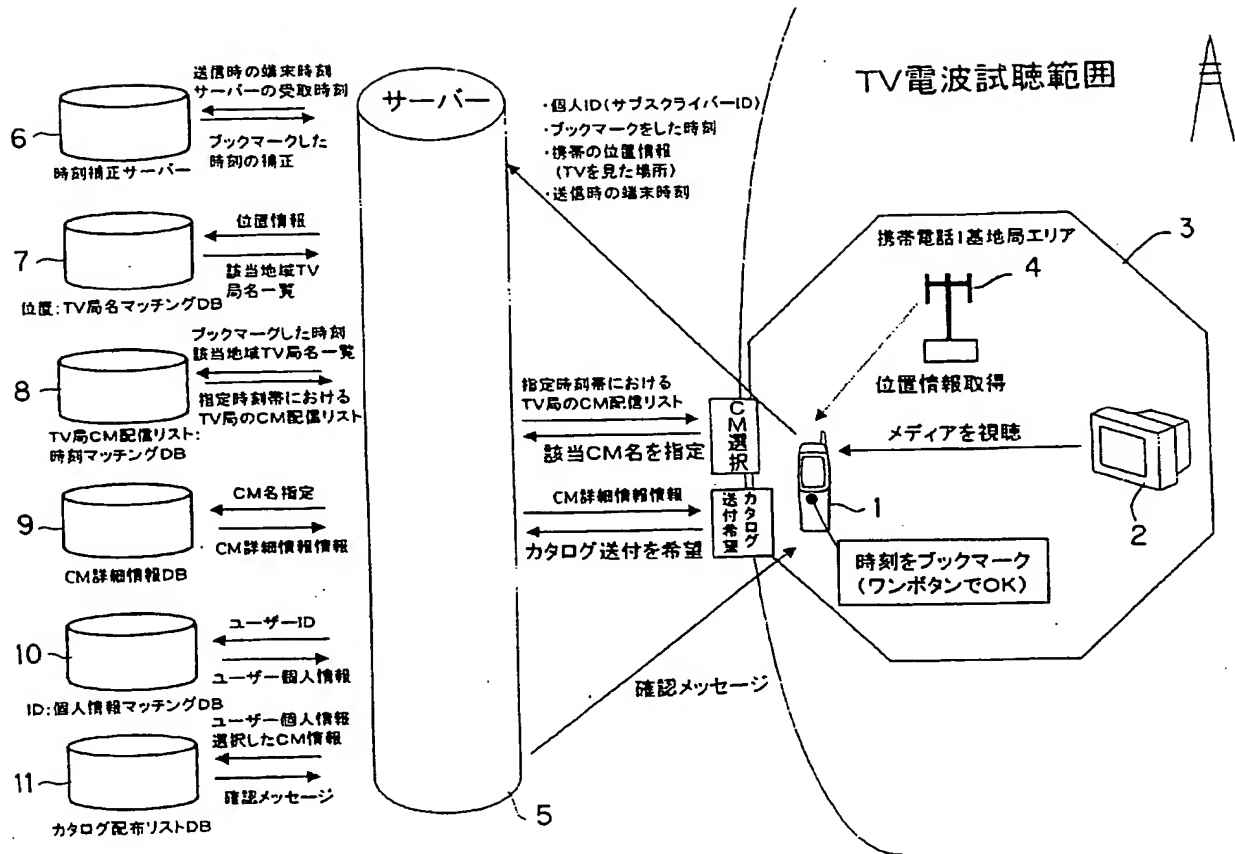 送信時の端末時刻
サーバーの受取時刻
ブックマークした
時刻の補正
6
時刻補正サーバー
位置情報
7
該当地域TV
局名一覧
位置:TV局名マッチングDB
ブックマークした時刻
該当地域TV局名一覧
8
指定時刻帯における
TV局のCM配信リスト
TV局CM配信リスト:
時刻マッチングDB
CM名指定
9
CM詳細情報情報
CM詳細情報DB
ユーザーID
10
ユーザー個人情報
ID:個人情報マッチングDB
ユーザー個人情報
選択したCM情報
11
確認メッセージ
カタログ配布リストDB
サーバー
5
・個人ID(サブスクライバーID)
・ブックマークをした時刻
・携帯の位置情報
(TVを見た場所)
・送信時の端末時刻
指定時刻帯における
TV局のCM配信リスト
該当CM名を指定
CM選択
CM詳細情報情報
カタログ送付を希望
カタログ
送付希望
確認メッセージ
TV電波試聴範囲
携帯電話1基地局エリア
3
4
位置情報取得
メディアを視聴
1
2
時刻をブックマーク
(ワンボタンでOK)